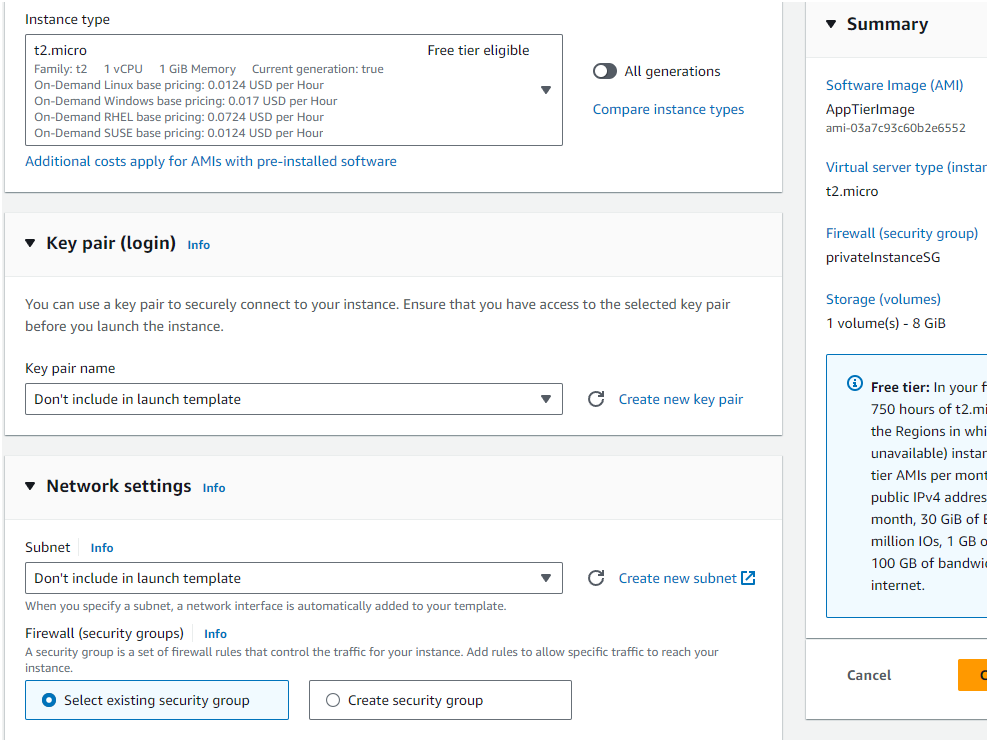 Instance type
t2.micro Free tier eligible
Family: t2 1 vCPU 1 GiB Memory Current generation: true
On-Demand Linux base pricing: 0.0124 USD per Hour
On-Demand Windows base pricing: 0.017 USD per Hour
On-Demand RHEL base pricing: 0.0724 USD per Hour
On-Demand SUSE base pricing: 0.0124 USD per Hour
All generations
Compare instance types
Additional costs apply for AMIs with pre-installed software
Key pair (login) Info
You can use a key pair to securely connect to your instance. Ensure that you have access to the selected key pair
before you launch the instance.
Key pair name
Don't include in launch template
Create new key pair
Network settings Info
Subnet Info
Don't include in launch template
Create new subnet
When you specify a subnet, a network interface is automatically added to your template.
Firewall (security groups) Info
A security group is a set of firewall rules that control the traffic for your instance. Add rules to allow specific traffic to reach your
instance.
Select existing security group
Create security group
Summary
Software Image (AMI)
AppTierImage
ami-03a7c93c60b2e6552
Virtual server type (instan
t2.micro
Firewall (security group)
privateInstanceSG
Storage (volumes)
1 volume(s) - 8 GiB
Free tier: In your f
750 hours of t2.mi
the Regions in whi
unavailable) instan
tier AMIs per mont
public IPv4 addres
month, 30 GiB of E
million IOs, 1 GB o
100 GB of bandwi
internet.
Cancel